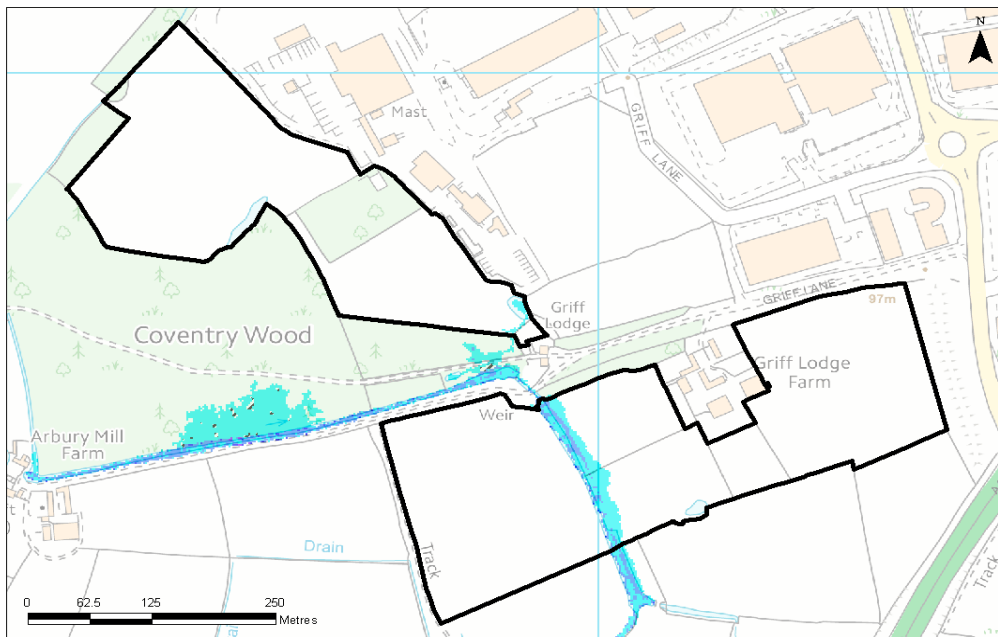 N
Mast
GRIFF LANE
Griff
Lodge
GRIFF LANE
97m
Coventry Wood
Griff Lodge
Farm
Weir
Arbury Mill
Farm
Drain
Track
Track
0 62.5 125 250
Metres